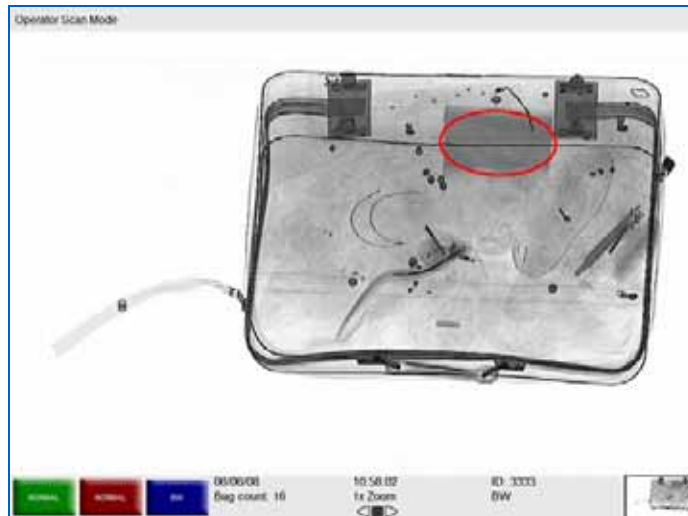 Operator Scan Mode
NORMAL NORMAL BW
06/06/08 10:58:02 ID: 3333
Bag count: 16 1x Zoom BW